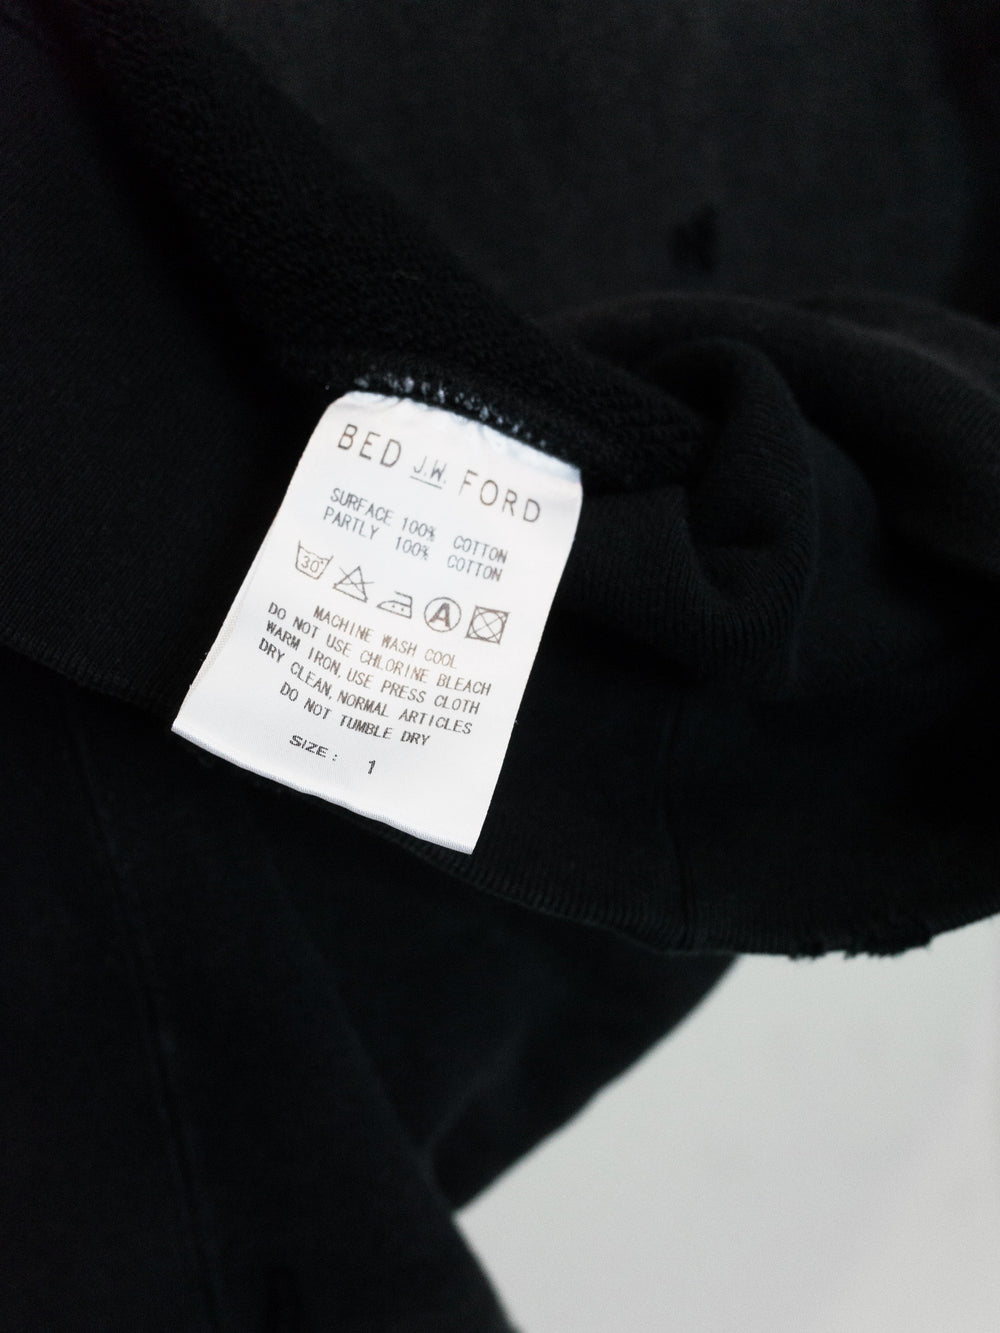 BED J.W. FORD
SURFACE 100% COTTON
PARTLY 100% COTTON
30° A
MACHINE WASH COOL
DO NOT USE CHLORINE BLEACH
WARM IRON, USE PRESS CLOTH
DRY CLEAN, NORMAL ARTICLES
DO NOT TUMBLE DRY
SIZE: 1